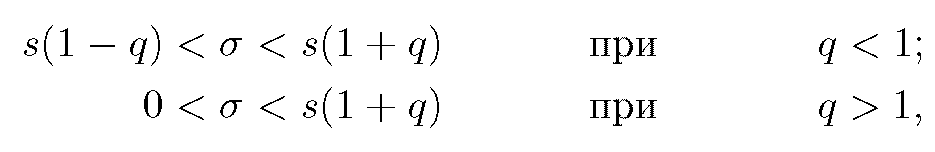 s(1 − q) < σ < s(1 + q) при q < 1;
0 < σ < s(1 + q) при q > 1,